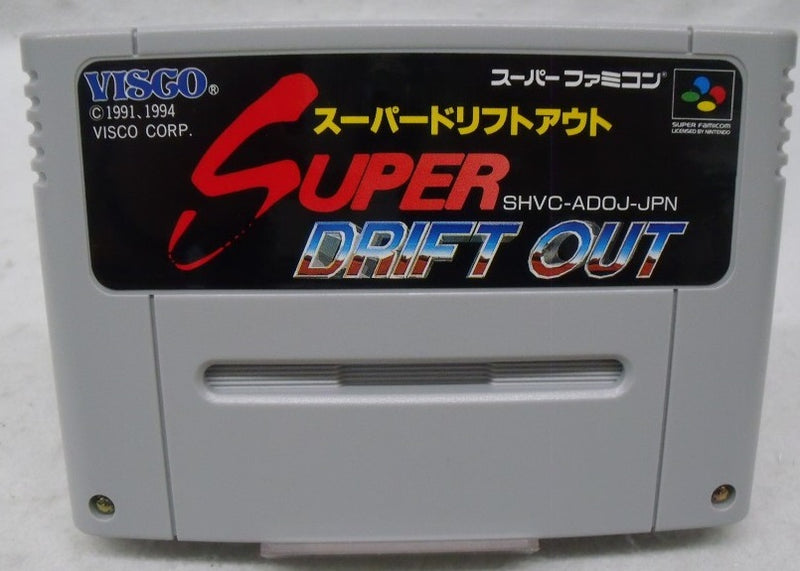 VISCO®
©1991,1994
VISCO CORP.
スーパーファミコン®
SUPER FAMICOM
LICENSED BY NINTENDO
スーパードリフトアウト
SUPER
SHVC-ADOJ-JPN
DRIFT OUT